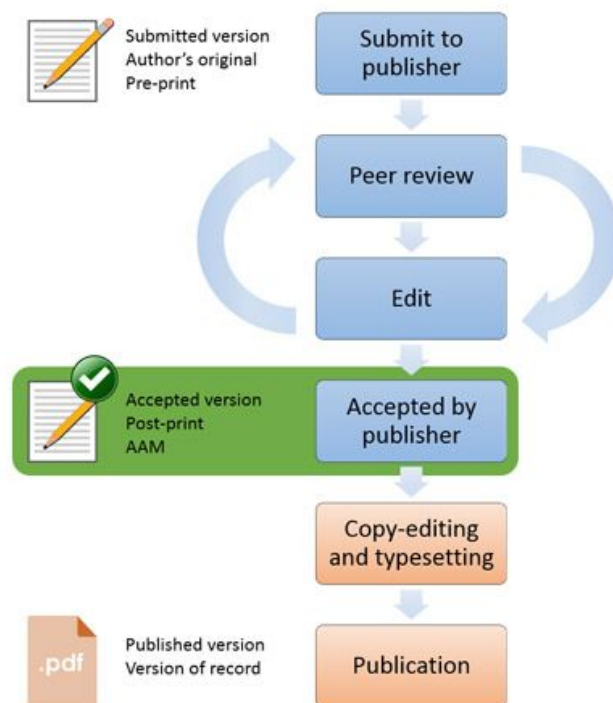 Submitted version
Author's original
Pre-print
Submit to
publisher
Peer review
Edit
Accepted version
Post-print
AAM
Accepted by
publisher
Copy-editing
and typesetting
.pdf
Published version
Version of record
Publication